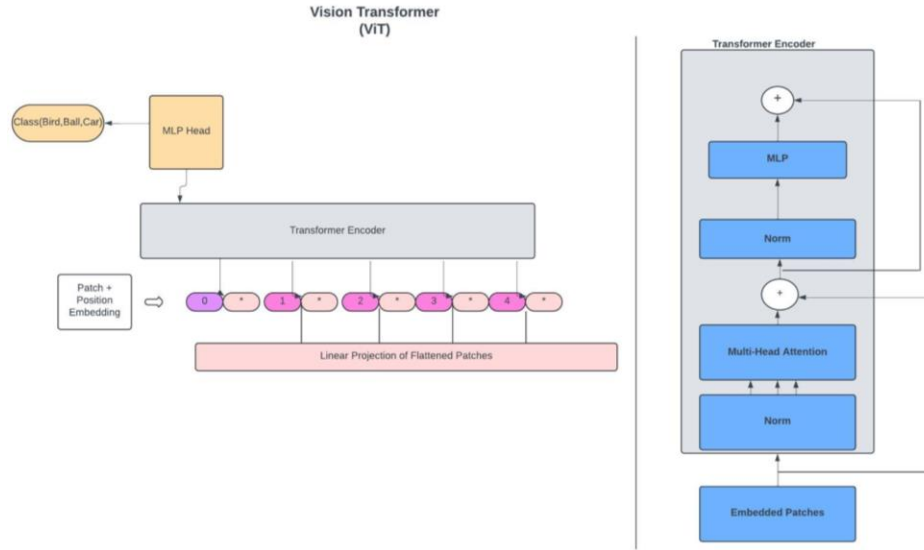 Vision Transformer
(ViT)
Class(Bird,Ball,Car)
MLP Head
Transformer Encoder
Patch +
Position
Embedding
0 * 1 * 2 * 3 * 4 *
Linear Projection of Flattened Patches
Transformer Encoder
+
MLP
Norm
+
Multi-Head Attention
Norm
Embedded Patches